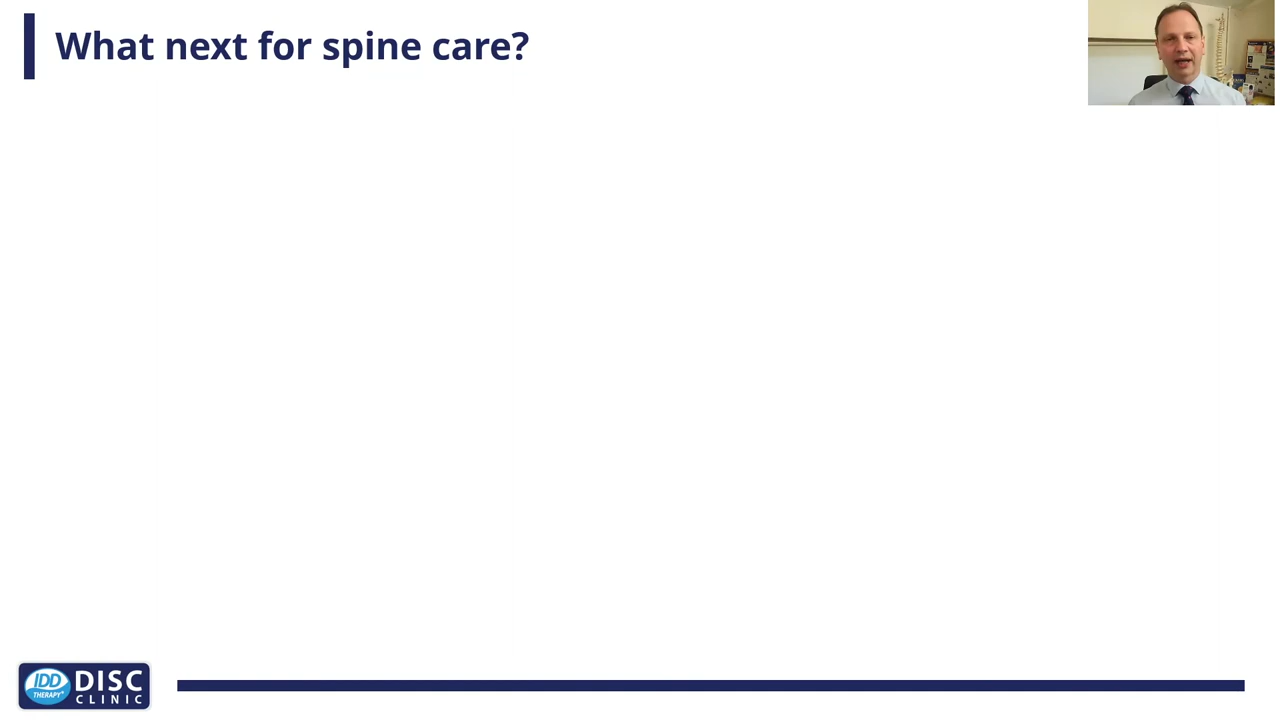 What next for spine care?
IDD
THERAPY
DISC
CLINIC